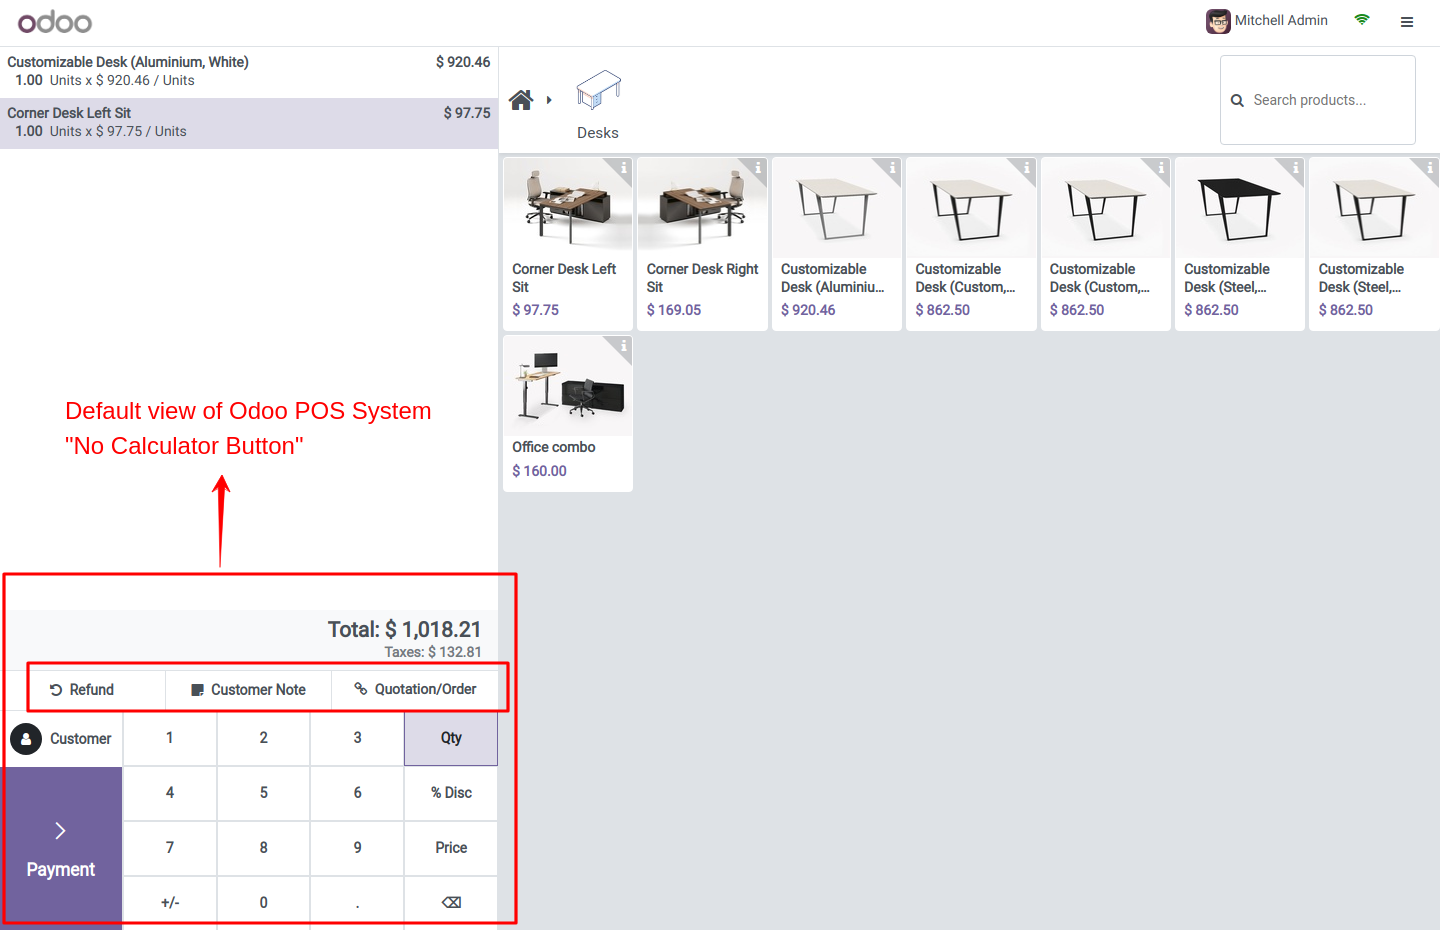 odoo
Mitchell Admin
Customizable Desk (Aluminium, White) $ 920.46
1.00 Units x $ 920.46 / Units
Corner Desk Left Sit $ 97.75
1.00 Units x $ 97.75 / Units
Desks
Search products...
Corner Desk Left
Sit
$ 97.75
Corner Desk Right
Sit
$ 169.05
Customizable
Desk (Aluminiu...
$ 920.46
Customizable
Desk (Custom,...
$ 862.50
Customizable
Desk (Custom,...
$ 862.50
Customizable
Desk (Steel,...
$ 862.50
Customizable
Desk (Steel,...
$ 862.50
Office combo
$ 160.00
Default view of Odoo POS System
"No Calculator Button"
Total: $ 1,018.21
Taxes: $ 132.81
Refund Customer Note Quotation/Order
Customer 1 2 3 Qty
4 5 6 % Disc
7 8 9 Price
Payment
+/- 0 . ⌫